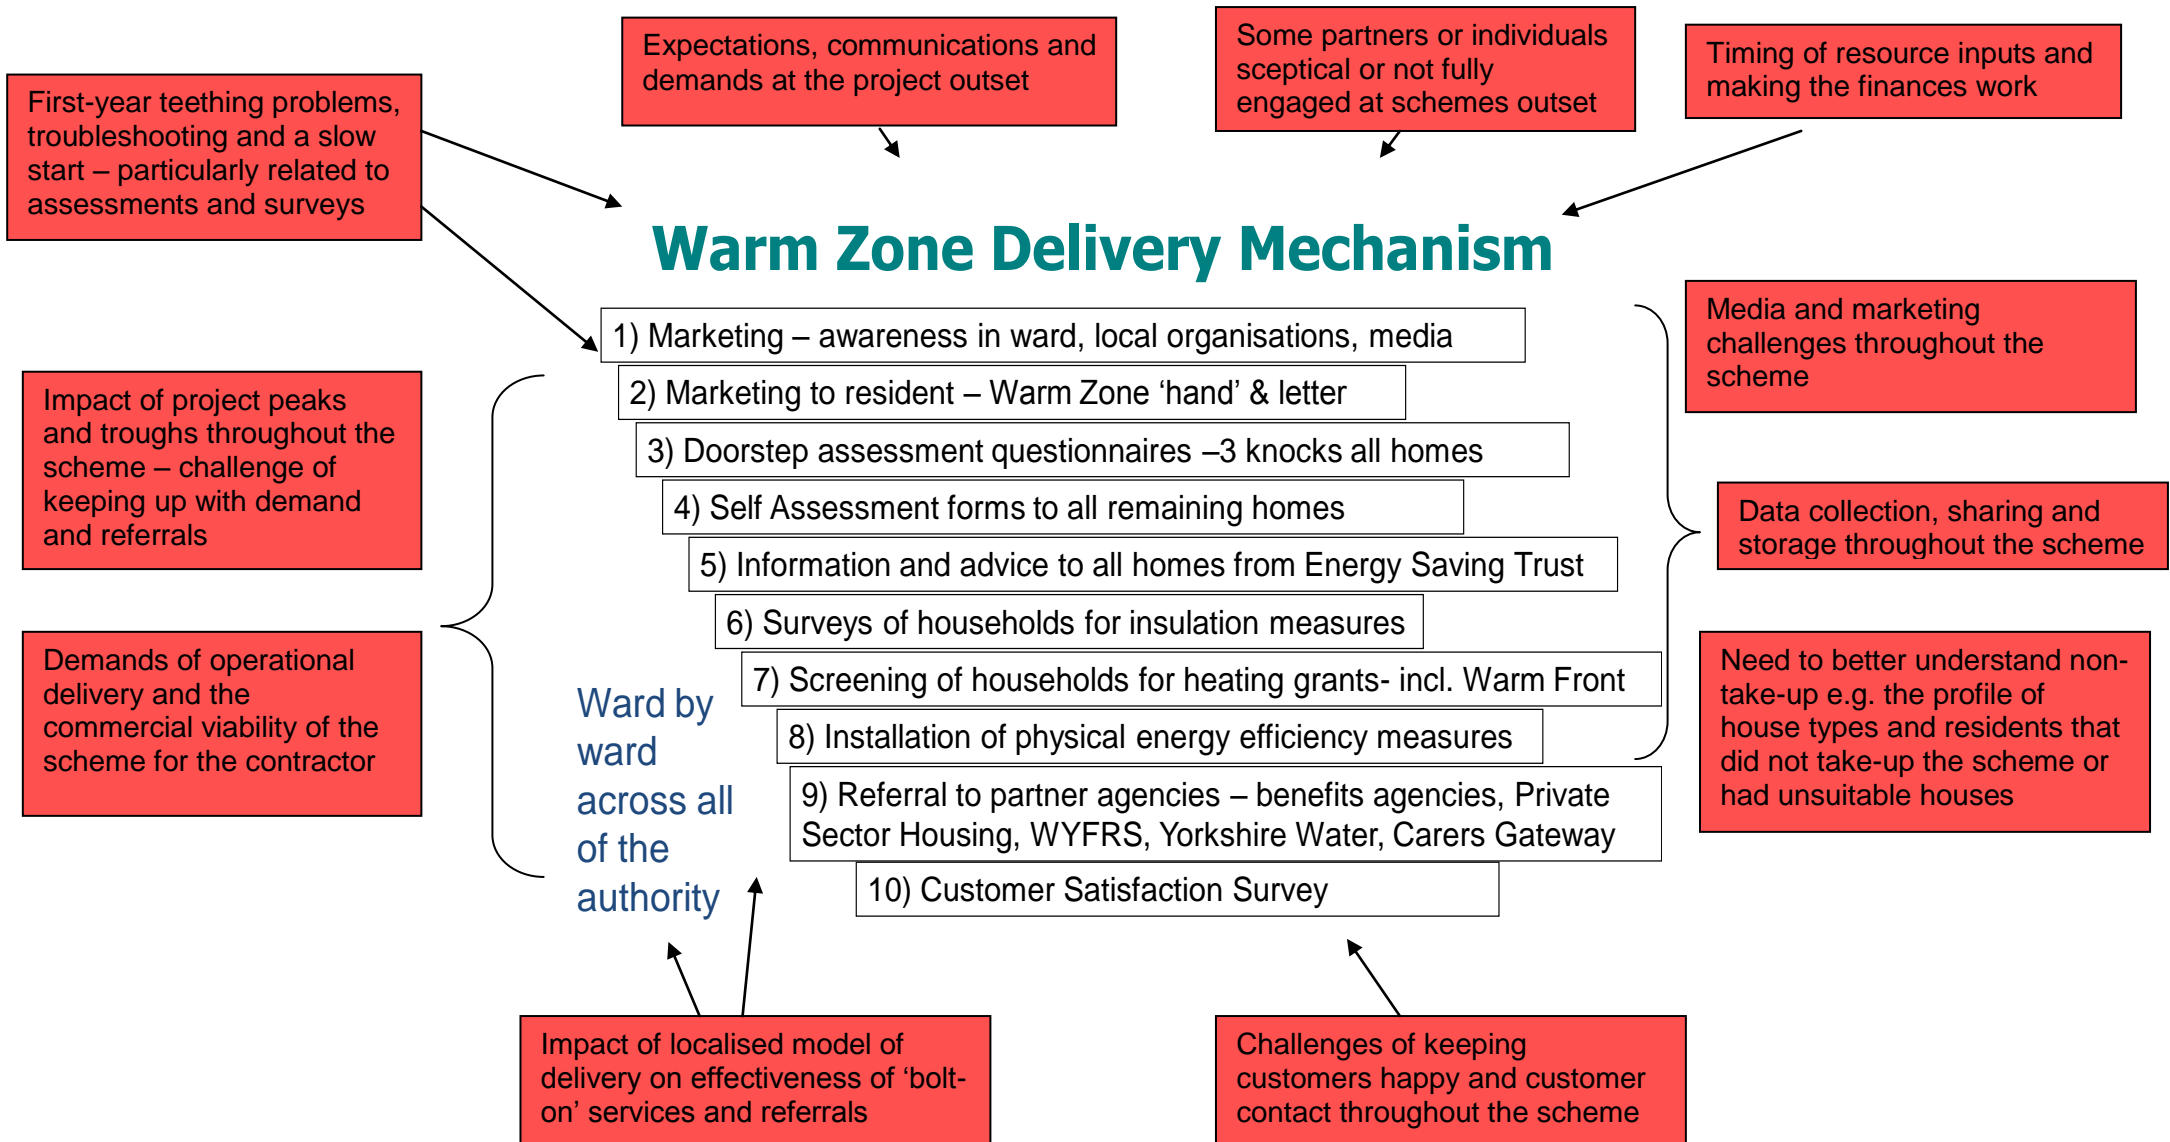 Expectations, communications and
demands at the project outset
Some partners or individuals
sceptical or not fully
engaged at schemes outset
Timing of resource inputs and
making the finances work
First-year teething problems,
troubleshooting and a slow
start – particularly related to
assessments and surveys
Warm Zone Delivery Mechanism
1) Marketing – awareness in ward, local organisations, media
2) Marketing to resident – Warm Zone ‘hand’ & letter
3) Doorstep assessment questionnaires –3 knocks all homes
4) Self Assessment forms to all remaining homes
5) Information and advice to all homes from Energy Saving Trust
6) Surveys of households for insulation measures
7) Screening of households for heating grants- incl. Warm Front
8) Installation of physical energy efficiency measures
9) Referral to partner agencies – benefits agencies, Private
Sector Housing, WYFRS, Yorkshire Water, Carers Gateway
10) Customer Satisfaction Survey
Ward by
ward
across all
of the
authority
Impact of project peaks
and troughs throughout the
scheme – challenge of
keeping up with demand
and referrals
Demands of operational
delivery and the
commercial viability of the
scheme for the contractor
Media and marketing
challenges throughout the
scheme
Data collection, sharing and
storage throughout the scheme
Need to better understand non-
take-up e.g. the profile of
house types and residents that
did not take-up the scheme or
had unsuitable houses
Impact of localised model of
delivery on effectiveness of ‘bolt-
on’ services and referrals
Challenges of keeping
customers happy and customer
contact throughout the scheme